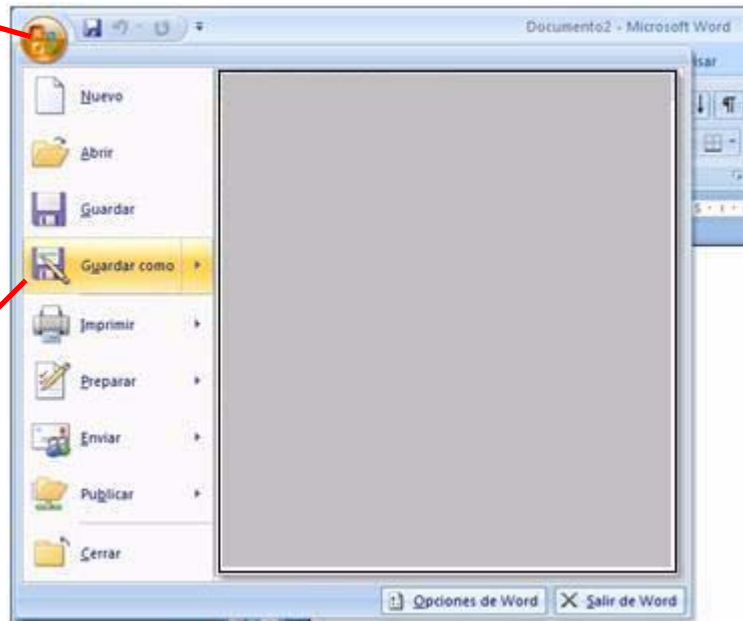 Documento2 - Microsoft Word
isar
Nuevo
Abrir
Guardar
Guardar como
Imprimir
Preparar
Enviar
Publicar
Cerrar
Opciones de Word
Salir de Word